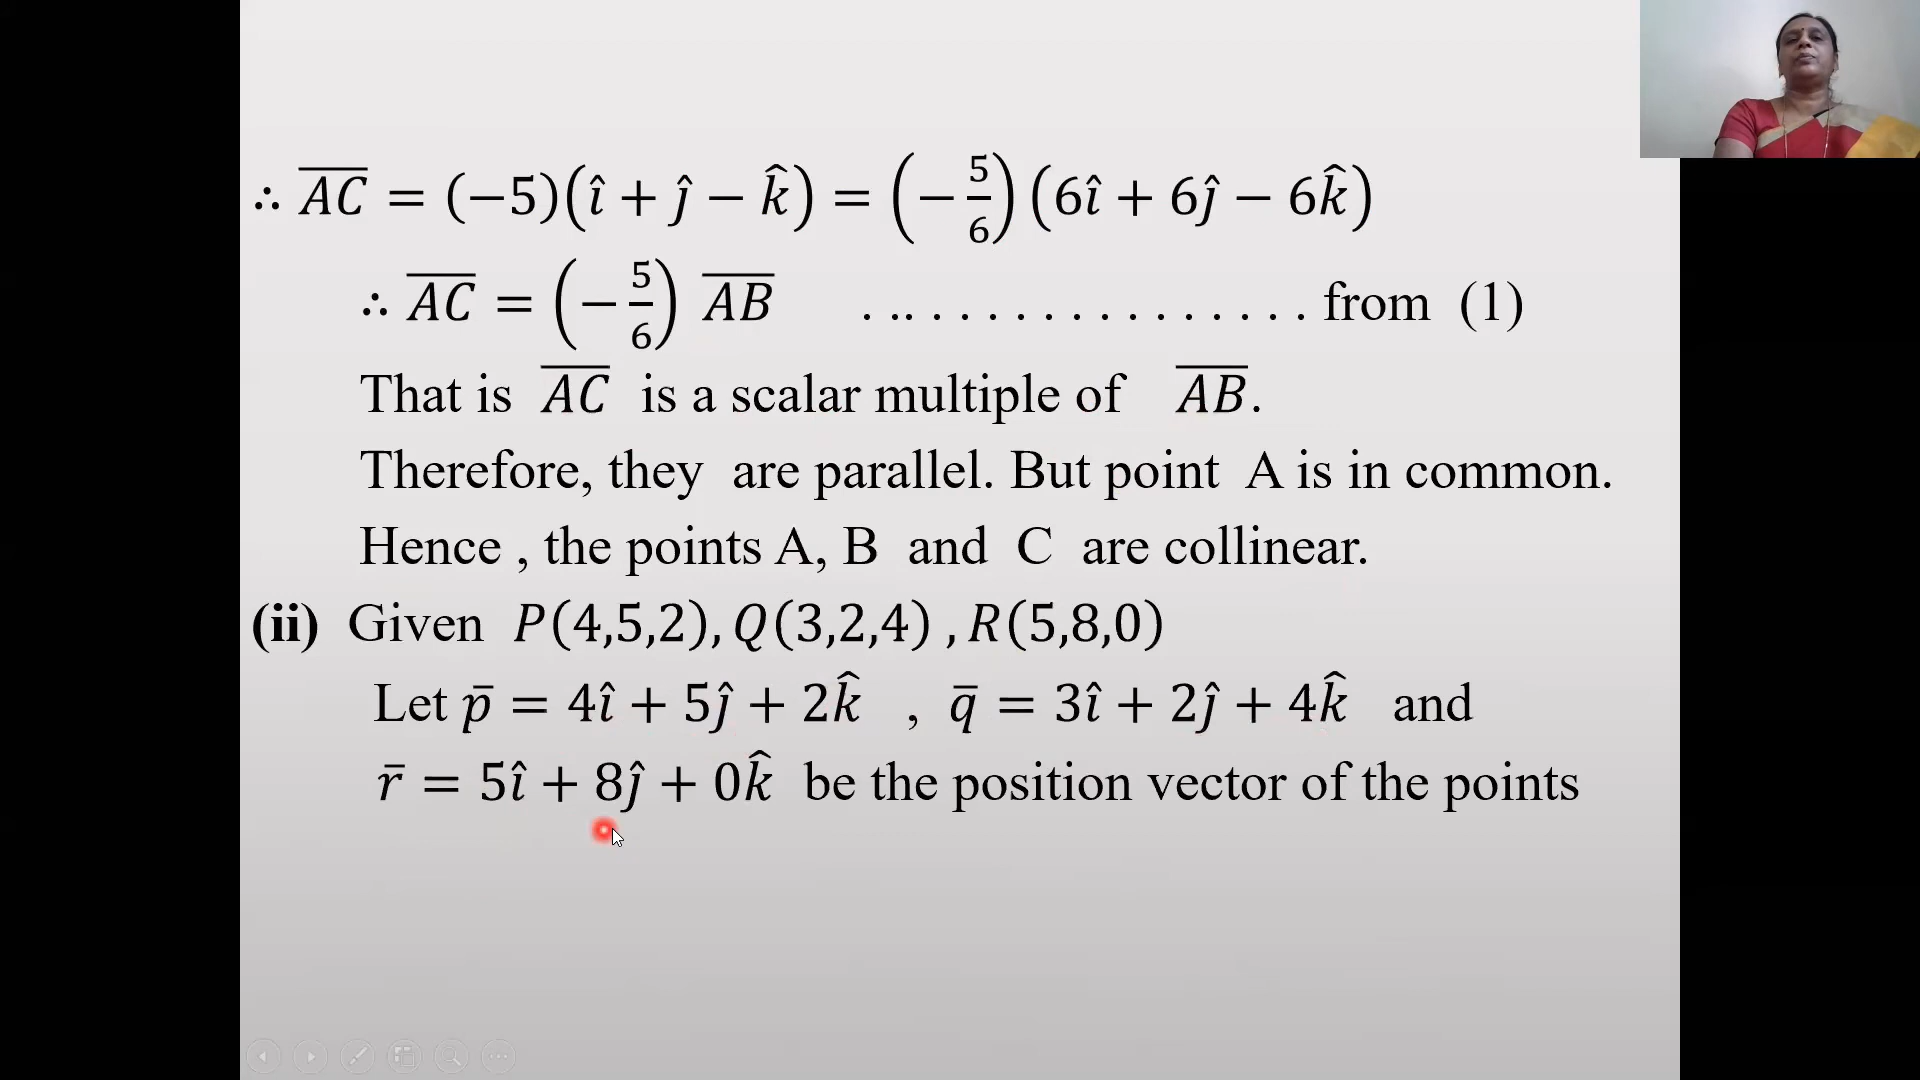 ∴ \overline{AC} = (−5)(î + ĵ − k̂) = (−5/6)(6î + 6ĵ − 6k̂)
∴ \overline{AC} = (−5/6) \overline{AB} . .. . . . . . . . . . . . . . . from (1)
That is \overline{AC} is a scalar multiple of \overline{AB}.
Therefore, they are parallel. But point A is in common.
Hence , the points A, B and C are collinear.
(ii) Given P(4,5,2), Q(3,2,4) , R(5,8,0)
Let p̄ = 4î + 5ĵ + 2k̂ , q̄ = 3î + 2ĵ + 4k̂ and
r̄ = 5î + 8ĵ + 0k̂ be the position vector of the points